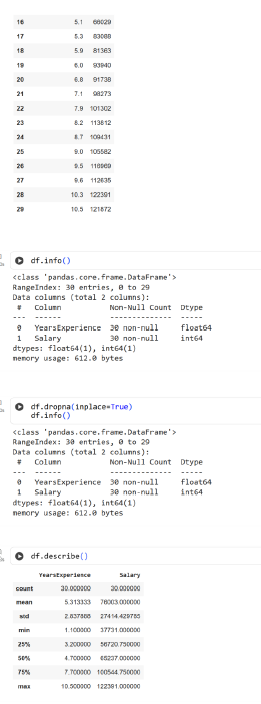 16 5.1 66029
17 5.3 83088
18 5.9 81363
19 6.0 93940
20 6.8 91738
21 7.1 98273
22 7.9 101302
23 8.2 113812
24 8.7 109431
25 9.0 105582
26 9.5 116969
27 9.6 112635
28 10.3 122391
29 10.5 121872
df.info()
<class 'pandas.core.frame.DataFrame'>
RangeIndex: 30 entries, 0 to 29
Data columns (total 2 columns):
# Column Non-Null Count Dtype
--- ------ -------------- -----
0 YearsExperience 30 non-null float64
1 Salary 30 non-null int64
dtypes: float64(1), int64(1)
memory usage: 612.0 bytes
df.dropna(inplace=True)
df.info()
<class 'pandas.core.frame.DataFrame'>
RangeIndex: 30 entries, 0 to 29
Data columns (total 2 columns):
# Column Non-Null Count Dtype
--- ------ -------------- -----
0 YearsExperience 30 non-null float64
1 Salary 30 non-null int64
dtypes: float64(1), int64(1)
memory usage: 612.0 bytes
df.describe()
YearsExperience Salary
count 30.000000 30.000000
mean 5.313333 76003.000000
std 2.837888 27414.429785
min 1.100000 37731.000000
25% 3.200000 56720.750000
50% 4.700000 65237.000000
75% 7.700000 100544.750000
max 10.500000 122391.000000